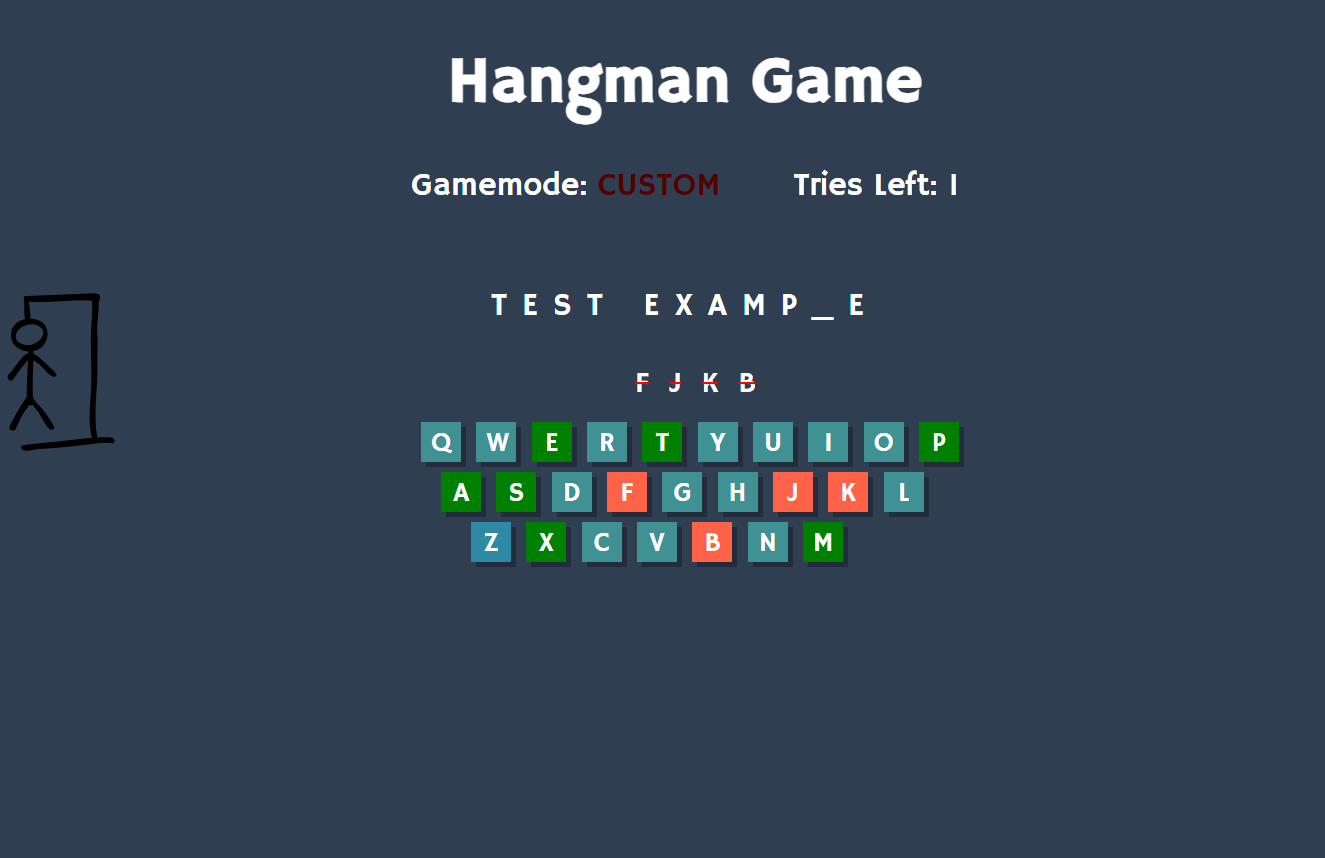 Hangman Game
Gamemode: CUSTOM Tries Left: 1
T E S T E X A M P _ E
F J K B
Q W E R T Y U I O P
A S D F G H J K L
Z X C V B N M